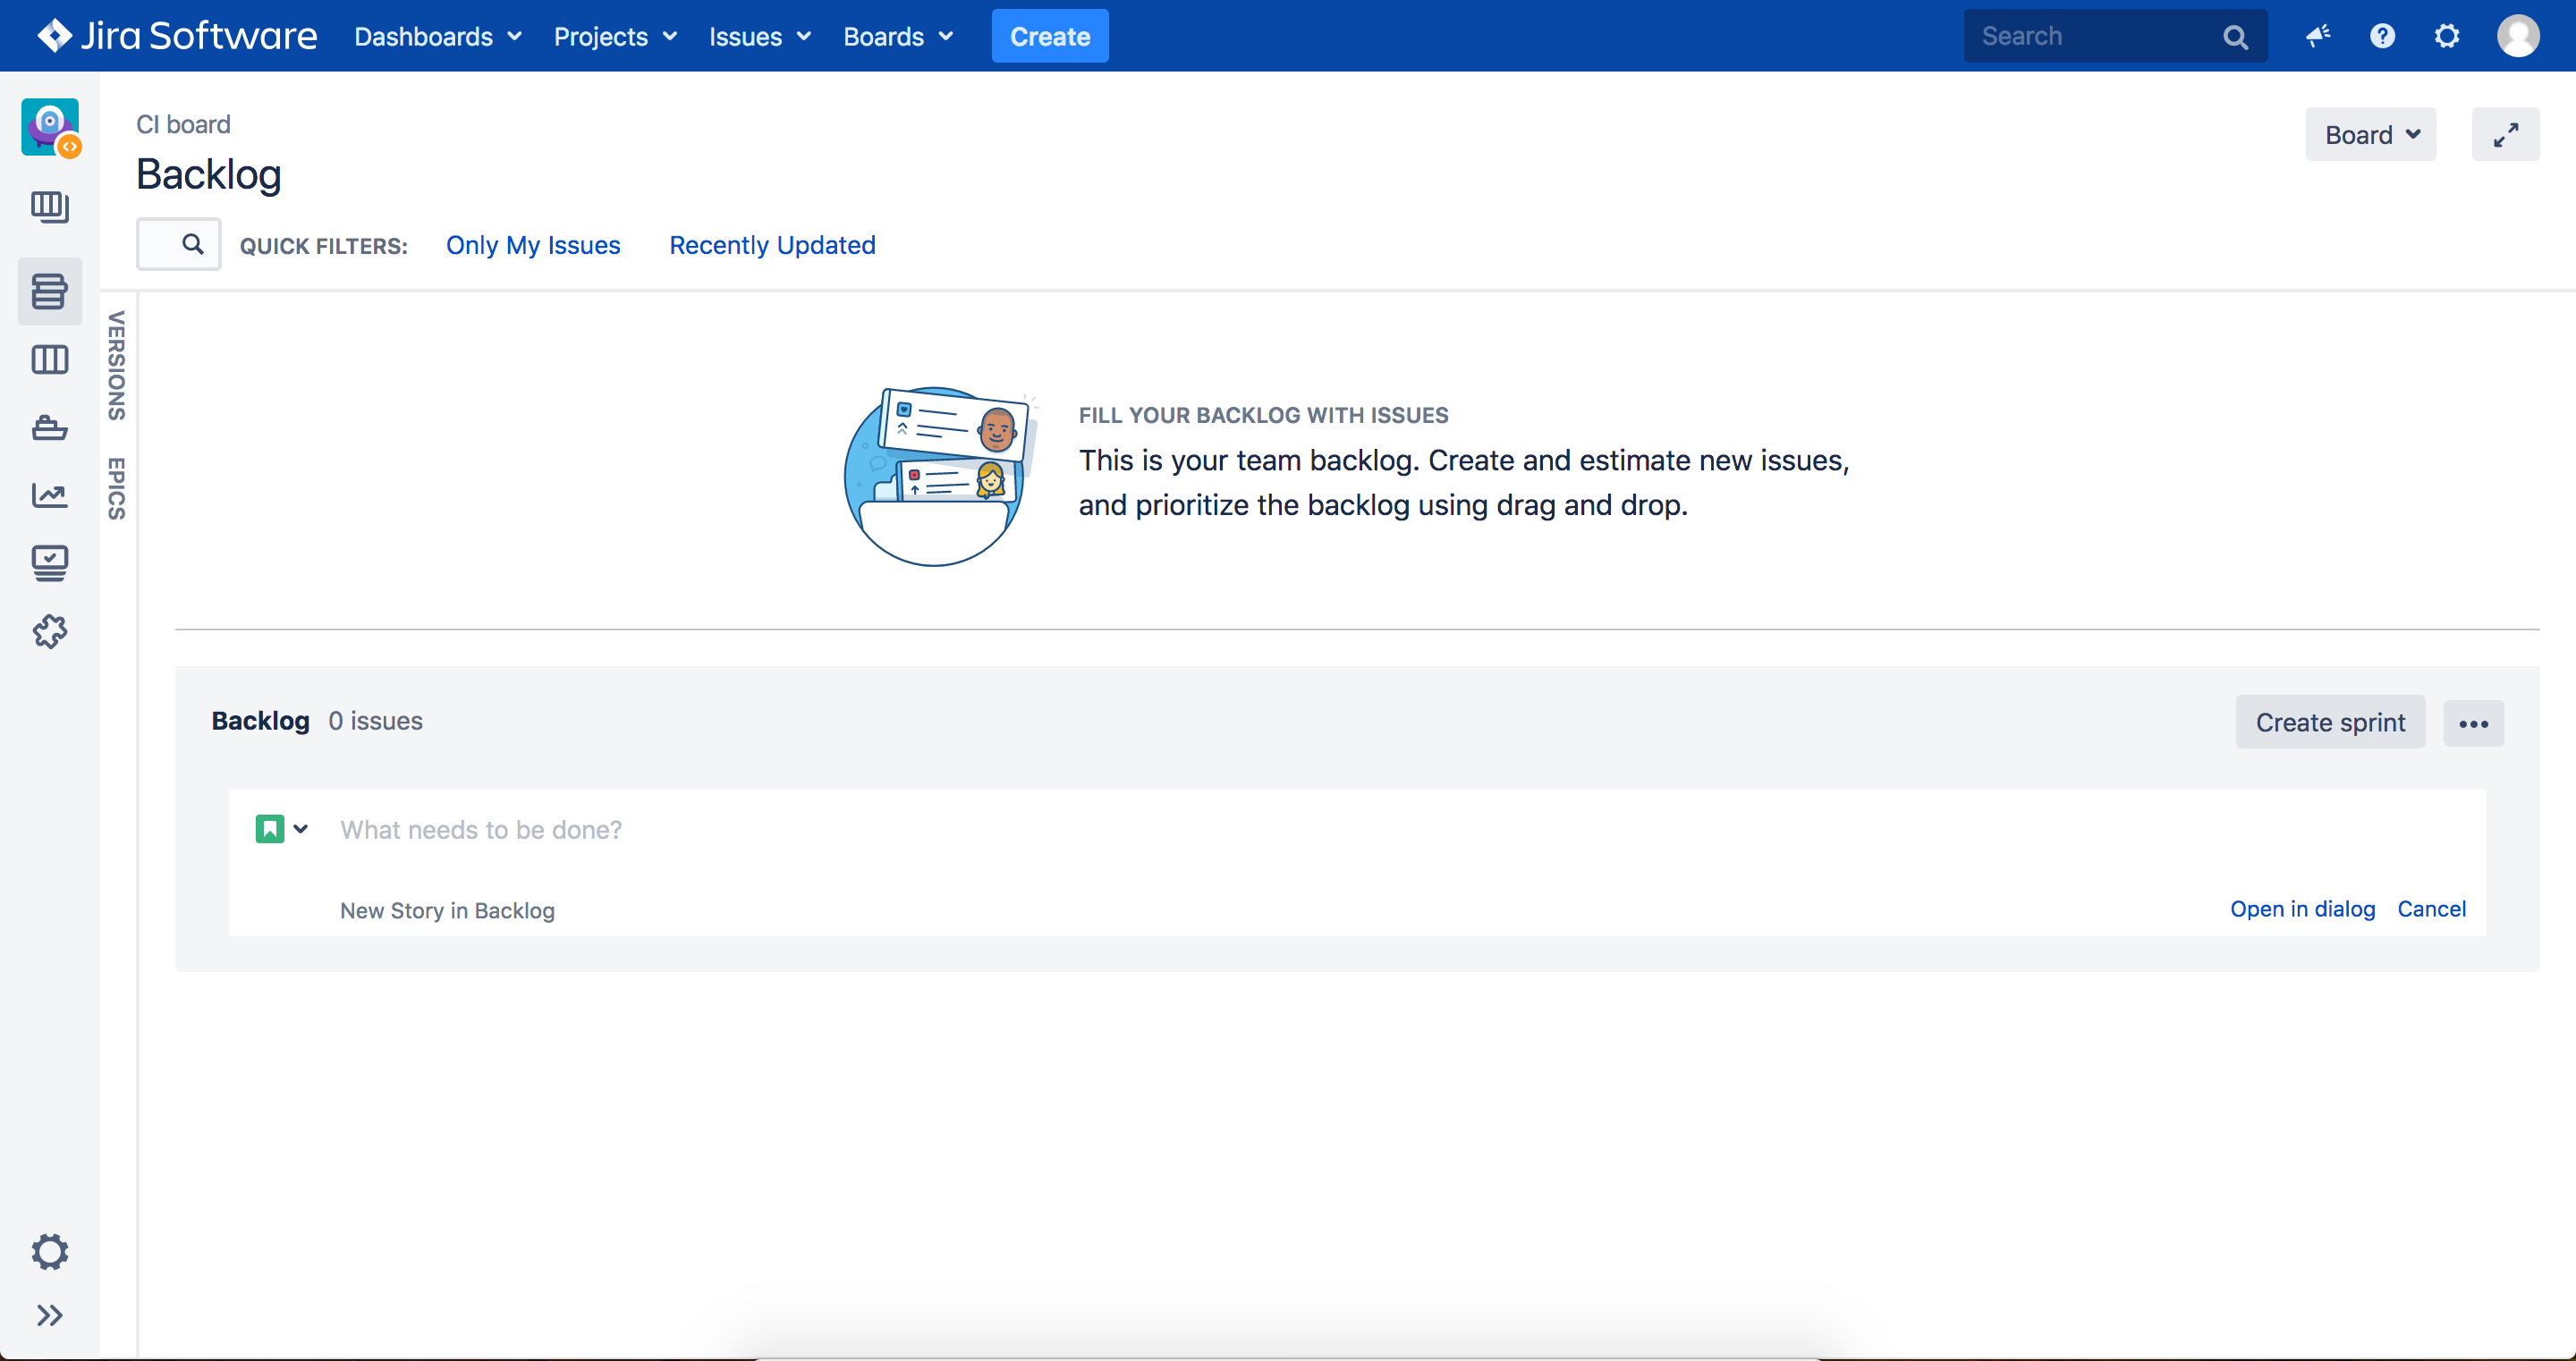 Jira Software Dashboards Projects Issues Boards Create Search
CI board
Backlog
Board
QUICK FILTERS: Only My Issues Recently Updated
VERSIONS
EPICS
FILL YOUR BACKLOG WITH ISSUES
This is your team backlog. Create and estimate new issues,
and prioritize the backlog using drag and drop.
Backlog 0 issues Create sprint
What needs to be done?
New Story in Backlog Open in dialog Cancel